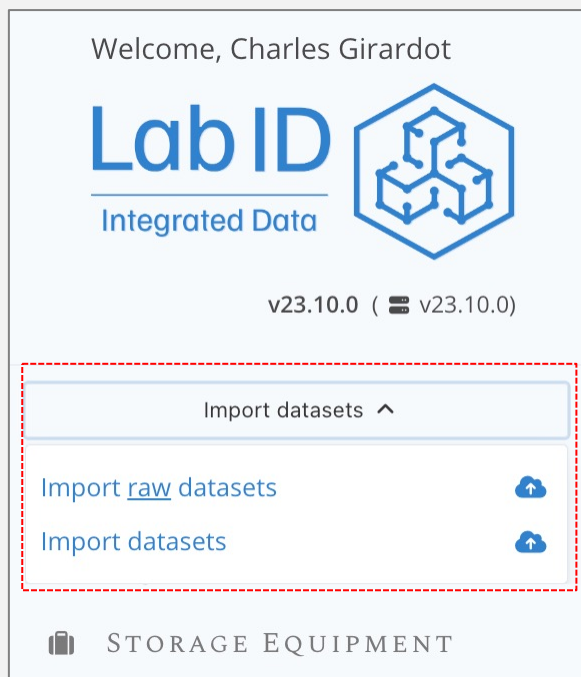 Welcome, Charles Girardot
Lab ID
Integrated Data
v23.10.0 ( v23.10.0)
Import datasets
Import raw datasets
Import datasets
STORAGE EQUIPMENT